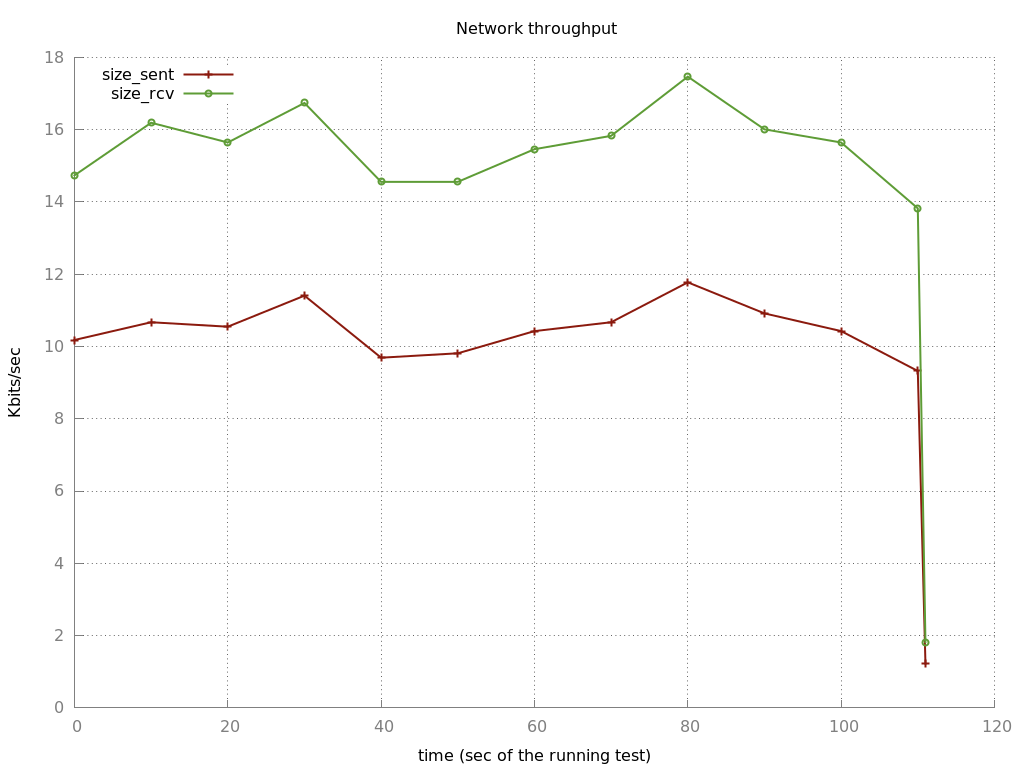 Network throughput
18
size_sent
size_rcv
16
14
12
10
8
6
4
2
0
Kbits/sec
0 20 40 60 80 100 120
time (sec of the running test)